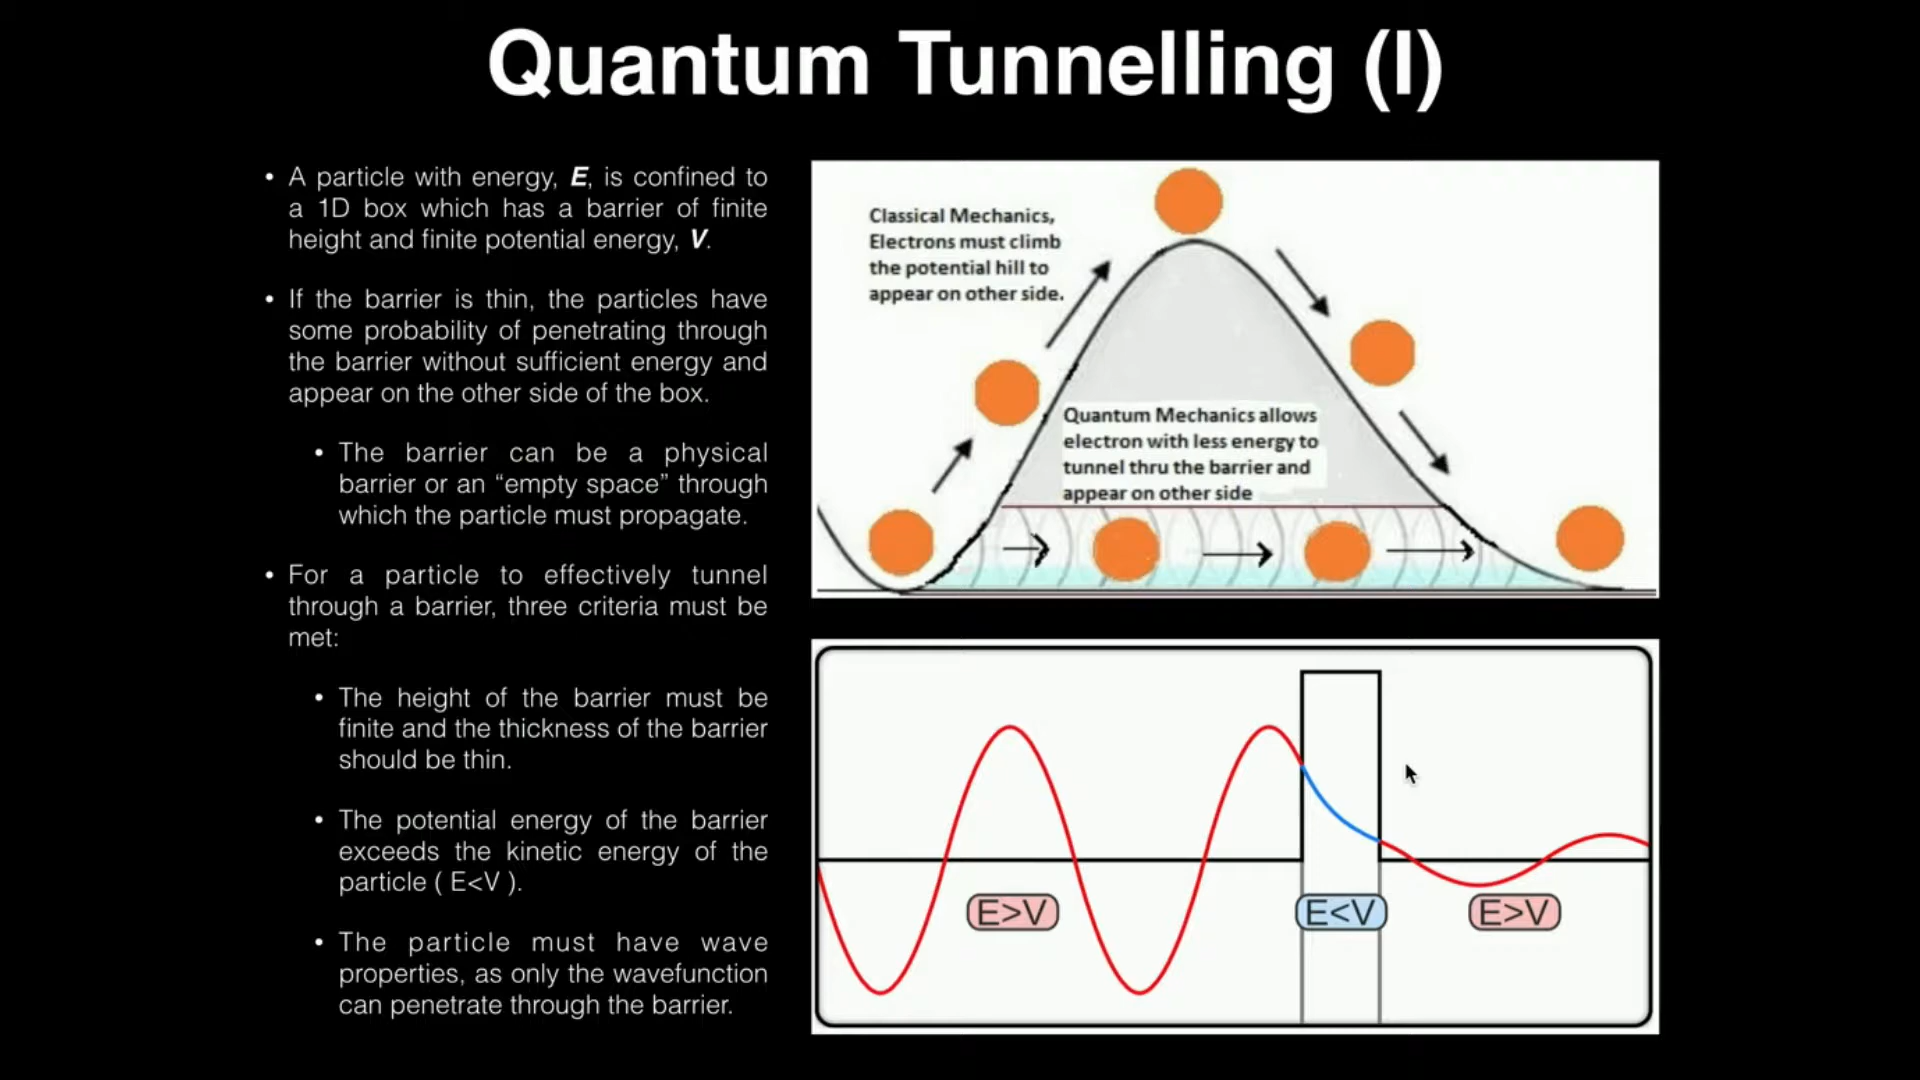 Quantum Tunnelling (I)
• A particle with energy, E, is confined to
a 1D box which has a barrier of finite
height and finite potential energy, V.
• If the barrier is thin, the particles have
some probability of penetrating through
the barrier without sufficient energy and
appear on the other side of the box.
• The barrier can be a physical
barrier or an “empty space” through
which the particle must propagate.
• For a particle to effectively tunnel
through a barrier, three criteria must be
met:
• The height of the barrier must be
finite and the thickness of the barrier
should be thin.
• The potential energy of the barrier
exceeds the kinetic energy of the
particle ( E<V ).
• The particle must have wave
properties, as only the wavefunction
can penetrate through the barrier.
Classical Mechanics,
Electrons must climb
the potential hill to
appear on other side.
Quantum Mechanics allows
electron with less energy to
tunnel thru the barrier and
appear on other side
E>V
E<V
E>V